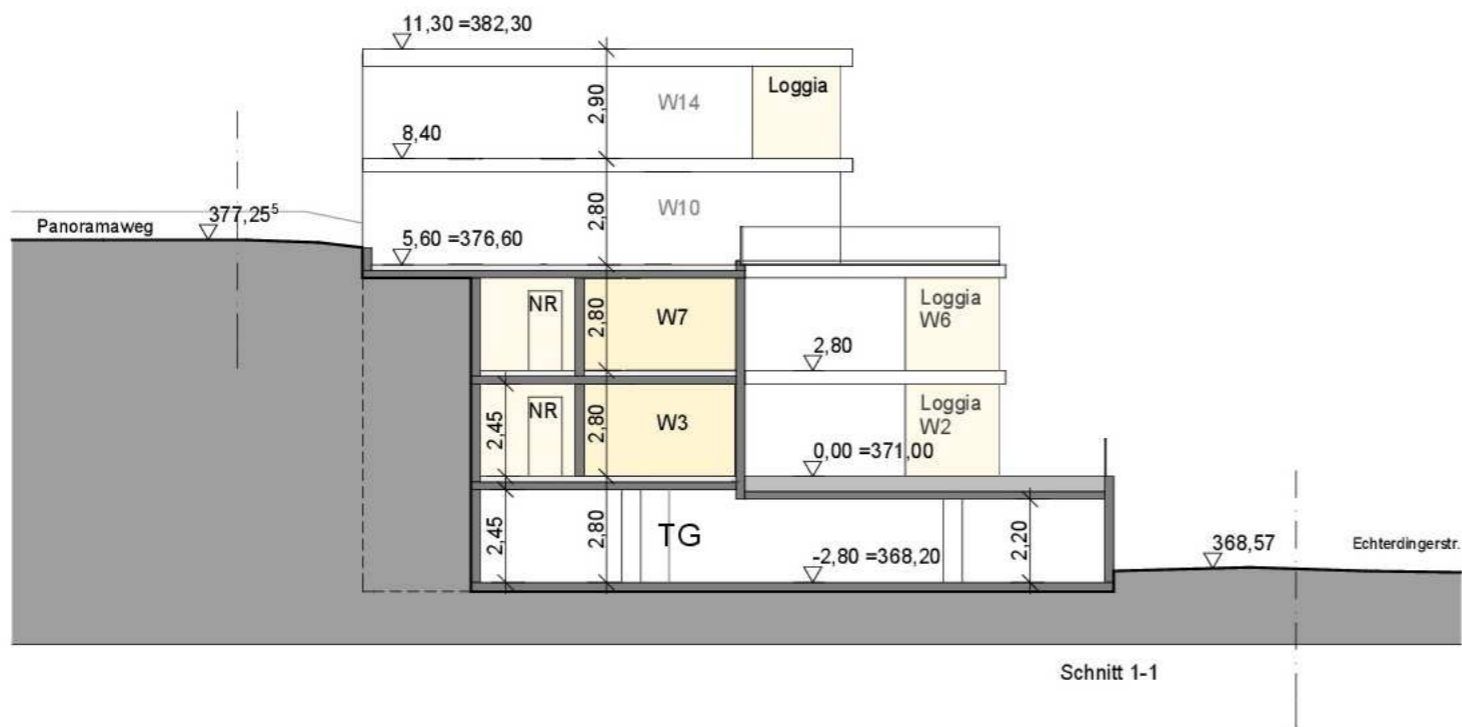 11,30 =382,30
Loggia
2,90
W14
8,40
2,80
W10
377,25⁵
Panoramaweg
5,60 =376,60
NR
2,80
W7
Loggia
W6
2,80
2,45
NR
2,80
W3
Loggia
W2
0,00 =371,00
2,45
2,80
TG
-2,80 =368,20
2,20
368,57
Echterdingerstr.
Schnitt 1-1